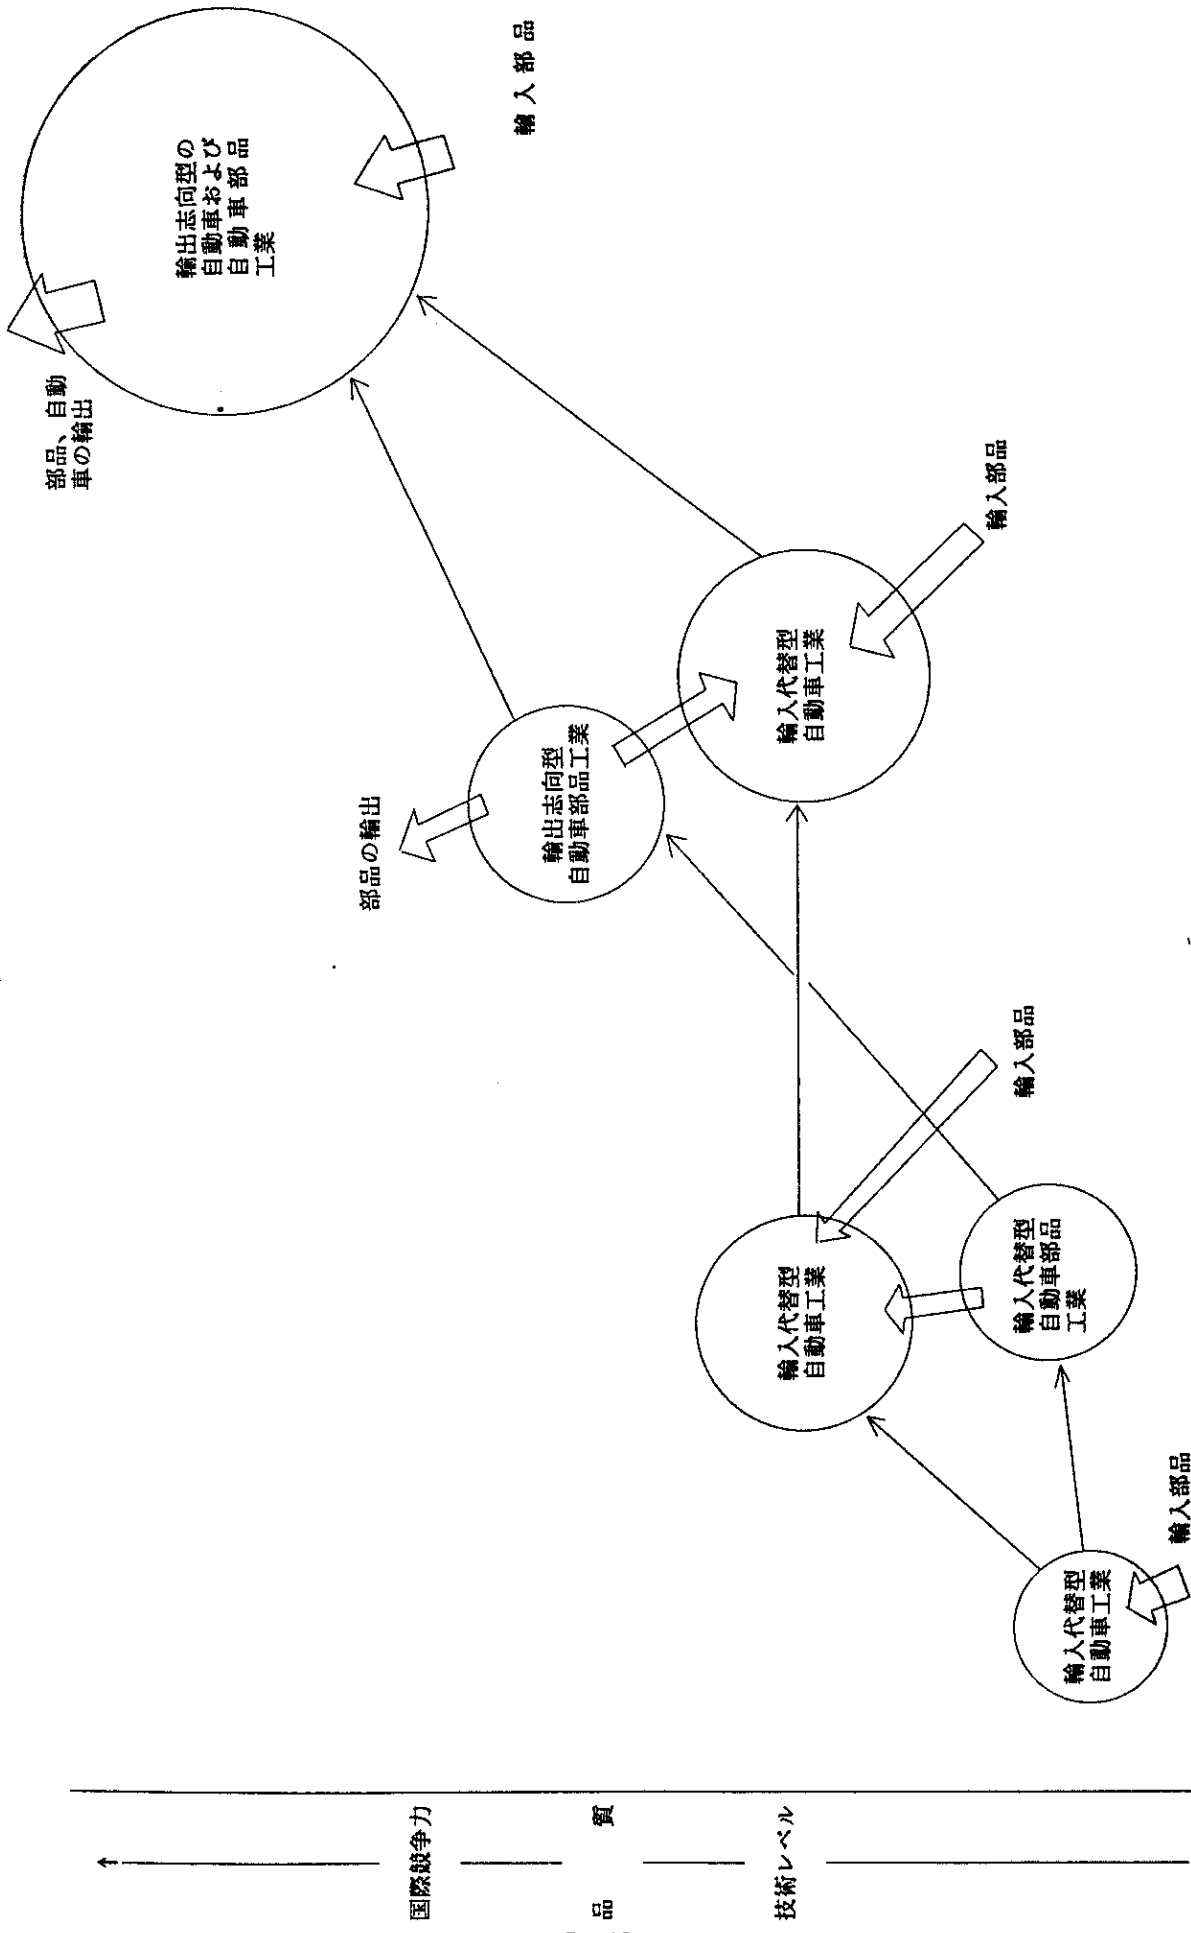 国際競争力
品 質
技術レベル
輸入代替型
自動車工業
輸入部品
輸入代替型
自動車工業
輸入代替型
自動車部品
工業
輸入部品
部品の輸出
輸出志向型
自動車部品工業
輸入代替型
自動車工業
輸入部品
部品、自動
車の輸出
輸出志向型の
自動車および
自動車部品
工業
輸入部品